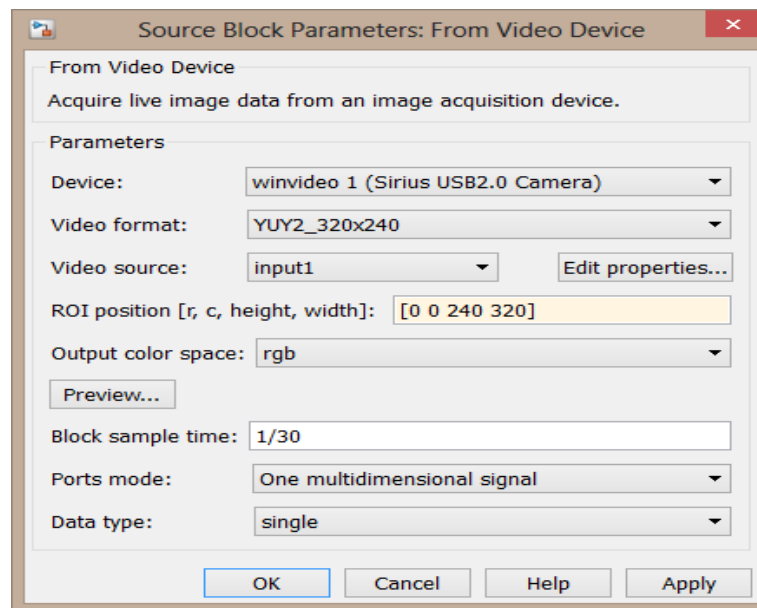 Source Block Parameters: From Video Device
From Video Device
Acquire live image data from an image acquisition device.
Parameters
Device: winvideo 1 (Sirius USB2.0 Camera)
Video format: YUY2_320x240
Video source: input1 Edit properties...
ROI position [r, c, height, width]: [0 0 240 320]
Output color space: rgb
Preview...
Block sample time: 1/30
Ports mode: One multidimensional signal
Data type: single
OK Cancel Help Apply